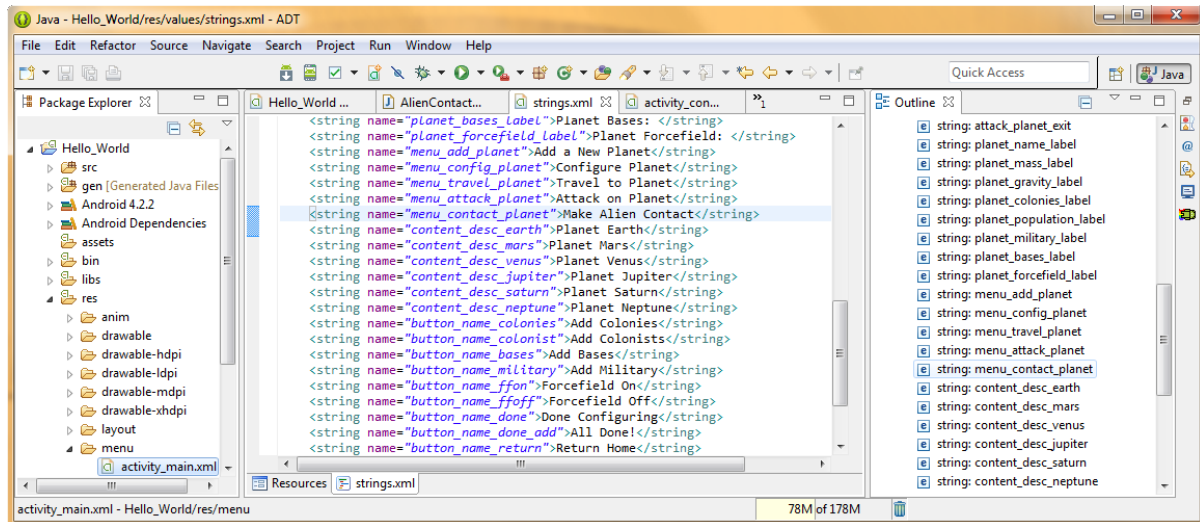 Java - Hello_World/res/values/strings.xml - ADT
File Edit Refactor Source Navigate Search Project Run Window Help
Quick Access
Java
Package Explorer
Hello_World
src
gen [Generated Java Files
Android 4.2.2
Android Dependencies
assets
bin
libs
res
anim
drawable
drawable-hdpi
drawable-ldpi
drawable-mdpi
drawable-xhdpi
layout
menu
activity_main.xml
Hello_World ... AlienContact... strings.xml activity_con... »1
<string name="planet_bases_label">Planet Bases: </string>
<string name="planet_forcefield_label">Planet Forcefield: </string>
<string name="menu_add_planet">Add a New Planet</string>
<string name="menu_config_planet">Configure Planet</string>
<string name="menu_travel_planet">Travel to Planet</string>
<string name="menu_attack_planet">Attack on Planet</string>
<string name="menu_contact_planet">Make Alien Contact</string>
<string name="content_desc_earth">Planet Earth</string>
<string name="content_desc_mars">Planet Mars</string>
<string name="content_desc_venus">Planet Venus</string>
<string name="content_desc_jupiter">Planet Jupiter</string>
<string name="content_desc_saturn">Planet Saturn</string>
<string name="content_desc_neptune">Planet Neptune</string>
<string name="button_name_colonies">Add Colonies</string>
<string name="button_name_colonist">Add Colonists</string>
<string name="button_name_bases">Add Bases</string>
<string name="button_name_military">Add Military</string>
<string name="button_name_ffon">Forcefield On</string>
<string name="button_name_ffoff">Forcefield Off</string>
<string name="button_name_done">Done Configuring</string>
<string name="button_name_done_add">All Done!</string>
<string name="button_name_return">Return Home</string>
Resources strings.xml
Outline
string: attack_planet_exit
string: planet_name_label
string: planet_mass_label
string: planet_gravity_label
string: planet_colonies_label
string: planet_population_label
string: planet_military_label
string: planet_bases_label
string: planet_forcefield_label
string: menu_add_planet
string: menu_config_planet
string: menu_travel_planet
string: menu_attack_planet
string: menu_contact_planet
string: content_desc_earth
string: content_desc_mars
string: content_desc_venus
string: content_desc_jupiter
string: content_desc_saturn
string: content_desc_neptune
activity_main.xml - Hello_World/res/menu
78M of 178M